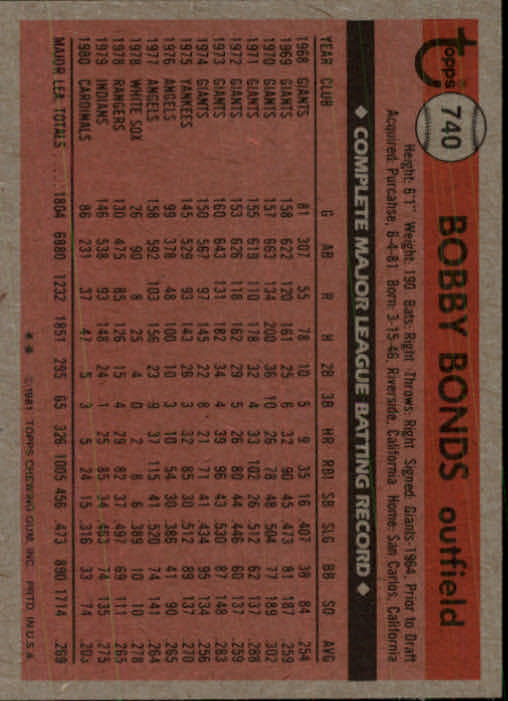 Topps
740
BOBBY BONDS outfield
Height: 6'1" Weight: 190 Bats: Right Throws: Right Signed: Giants-1964 Prior to Draft
Acquired: Purcahse, 6-4-81 Born: 3-15-46, Riverside, California Home: San Carlos, California
◆ COMPLETE MAJOR LEAGUE BATTING RECORD ◆
YEAR CLUB G AB R H 2B 3B HR RBI SB SLG BB SO AVG
1968 GIANTS 81 307 55 78 10 5 9 35 16 .407 38 84 .254
1969 GIANTS 158 622 120 161 25 6 32 90 45 .473 81 187 .259
1970 GIANTS 157 663 134 200 36 10 26 78 48 .504 77 189 .302
1971 GIANTS 155 619 110 178 32 4 33 102 26 .512 62 137 .288
1972 GIANTS 153 626 118 162 29 5 26 80 44 .446 60 137 .259
1973 GIANTS 160 643 131 182 34 4 39 96 43 .530 87 148 .283
1974 GIANTS 150 567 97 145 22 8 21 71 41 .434 95 134 .256
1975 YANKEES 145 529 93 143 26 3 32 85 30 .512 89 137 .270
1976 ANGELS 99 378 48 100 10 3 10 54 30 .386 41 90 .265
1977 ANGELS 158 592 103 156 23 9 37 115 41 .520 74 141 .264
1978 WHITE SOX 26 90 8 25 4 0 2 8 6 .389 10 10 .278
1978 RANGERS 130 475 85 126 15 4 29 82 37 .497 69 111 .265
1979 INDIANS 146 538 93 148 24 1 25 85 34 .463 74 135 .275
1980 CARDINALS 86 231 37 47 5 3 5 24 15 .316 33 74 .203
MAJOR LEA. TOTALS .... 1804 6880 1232 1851 295 65 326 1005 456 .473 890 1714 .269
** ©1981 TOPPS CHEWING GUM, INC. PRTD. IN U.S.A.